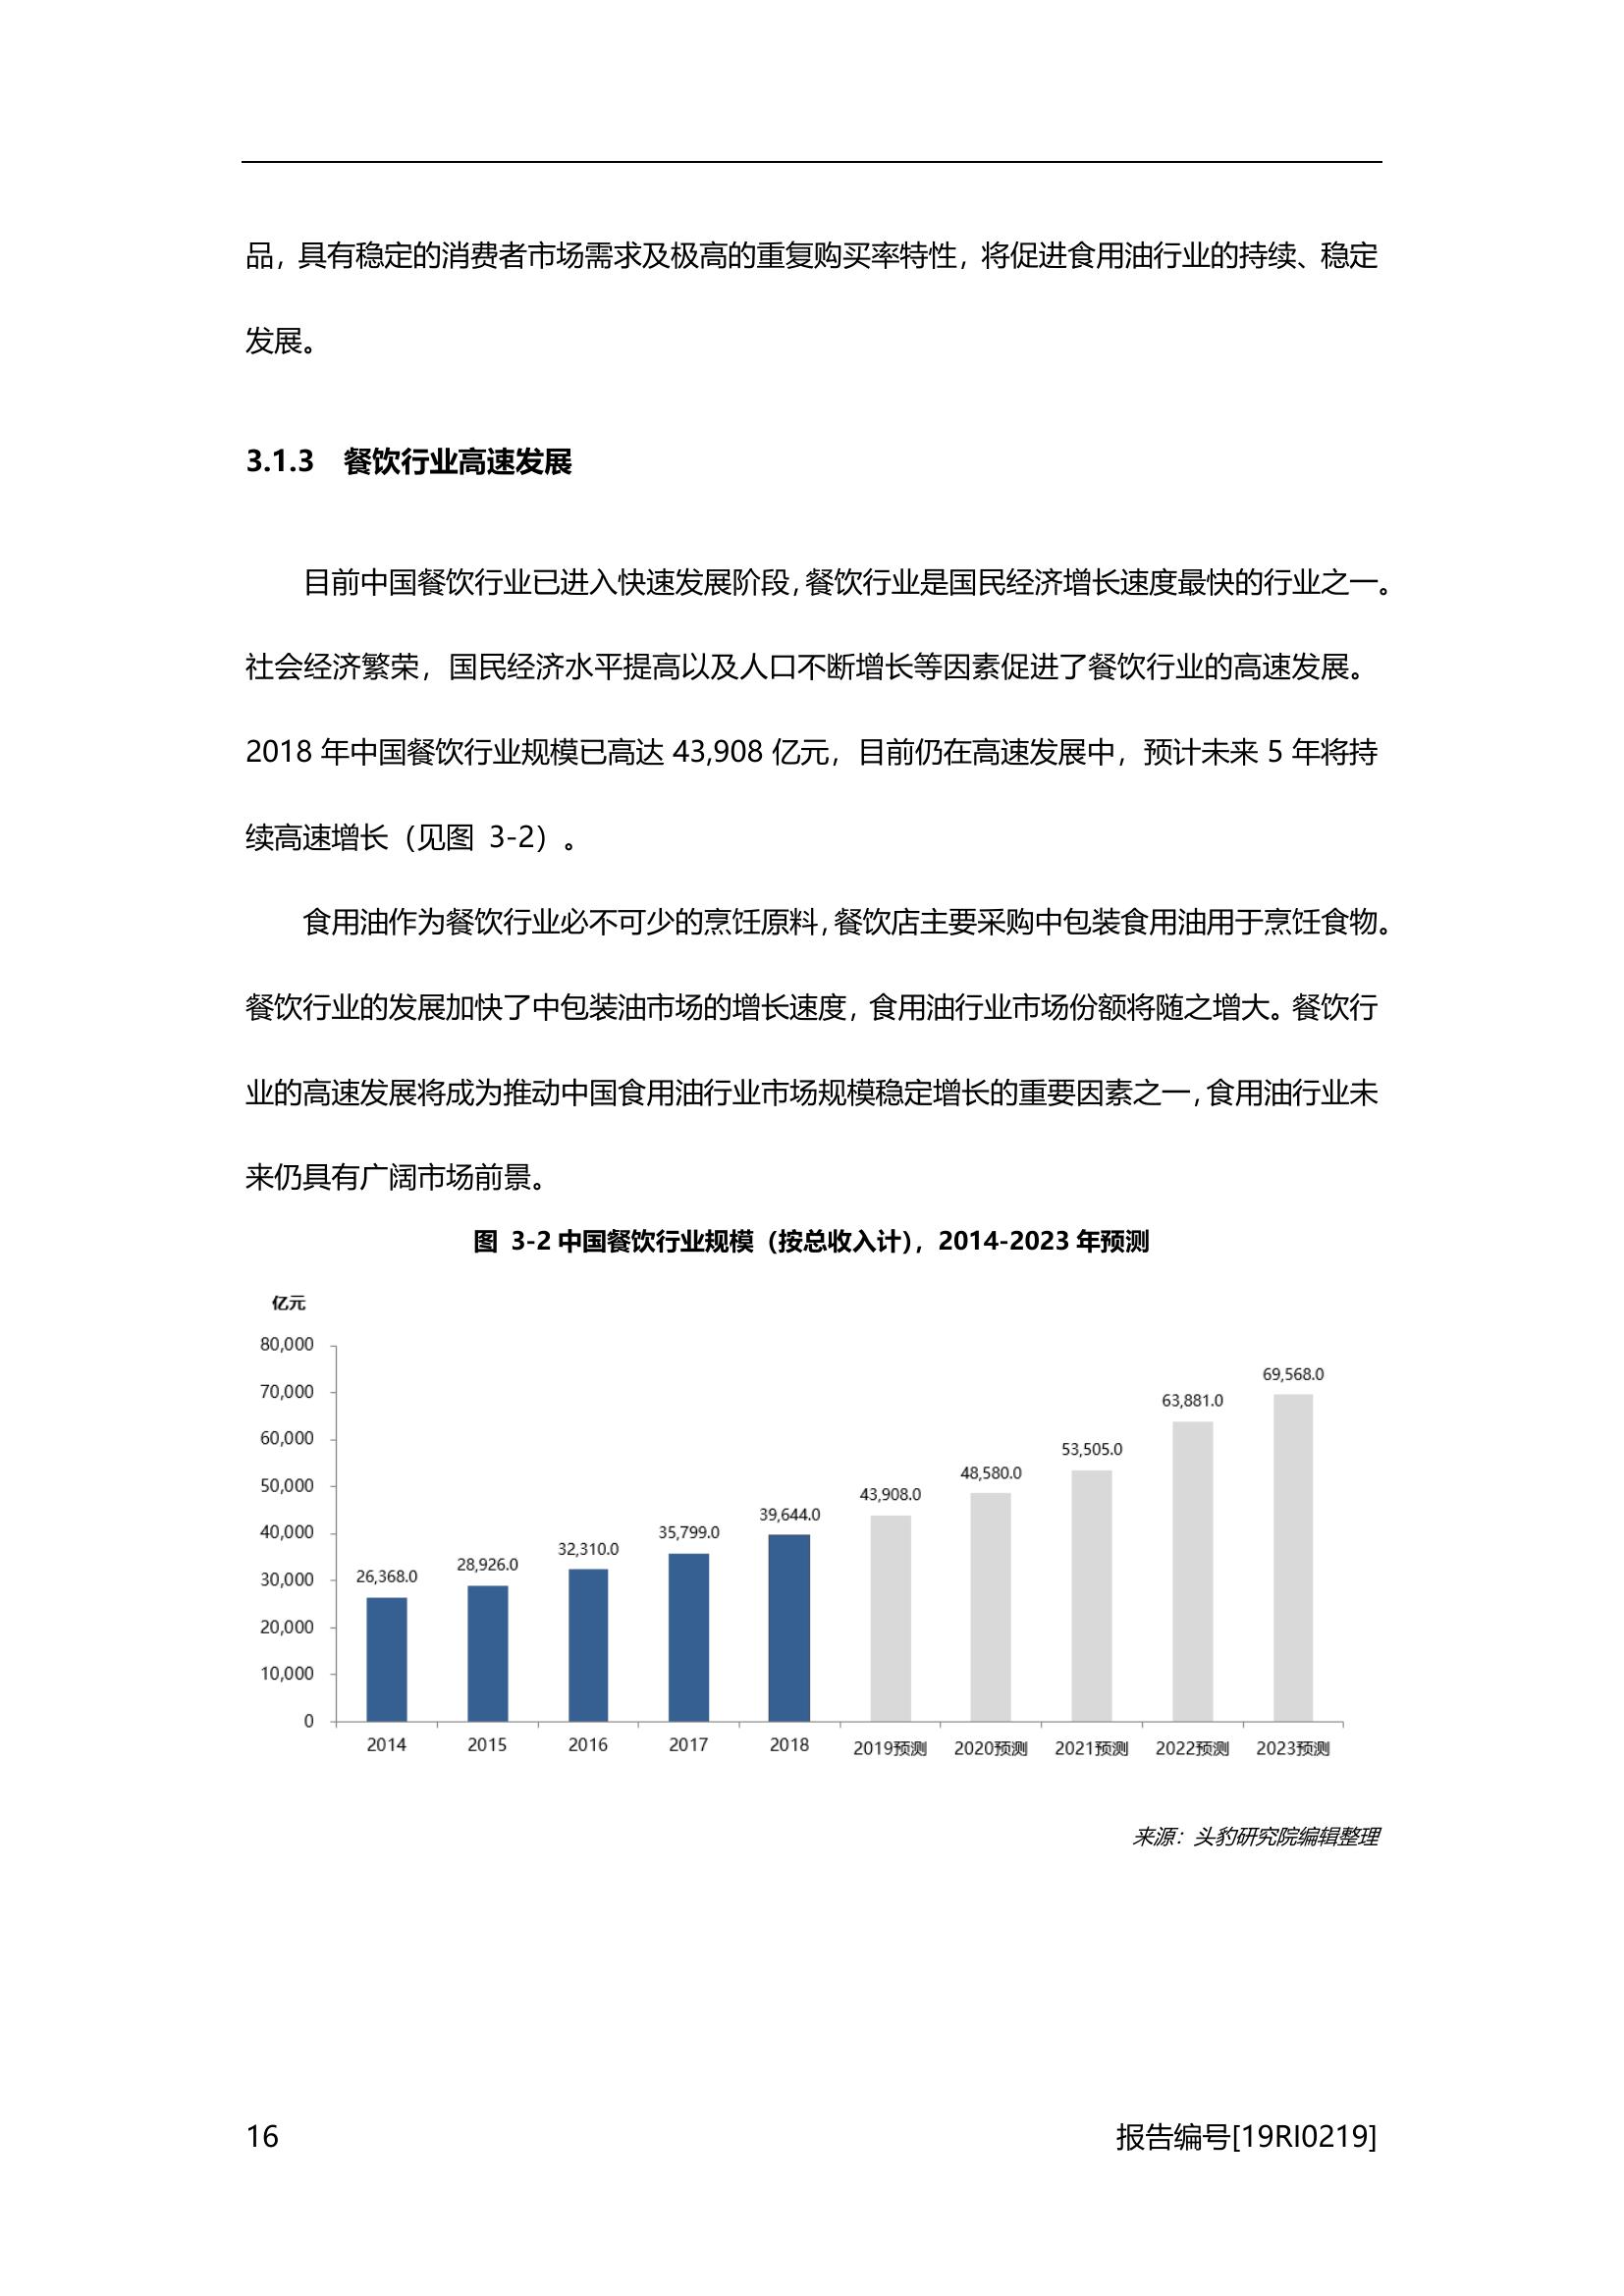 品，具有稳定的消费者市场需求及极高的重复购买率特性，将促进食用油行业的持续、稳定
发展。
3.1.3 餐饮行业高速发展
目前中国餐饮行业已进入快速发展阶段，餐饮行业是国民经济增长速度最快的行业之一。
社会经济繁荣，国民经济水平提高以及人口不断增长等因素促进了餐饮行业的高速发展。
2018 年中国餐饮行业规模已高达 43,908 亿元，目前仍在高速发展中，预计未来 5 年将持
续高速增长（见图 3-2）。
食用油作为餐饮行业必不可少的烹饪原料，餐饮店主要采购中包装食用油用于烹饪食物。
餐饮行业的发展加快了中包装油市场的增长速度，食用油行业市场份额将随之增大。餐饮行
业的高速发展将成为推动中国食用油行业市场规模稳定增长的重要因素之一，食用油行业未
来仍具有广阔市场前景。
图 3-2 中国餐饮行业规模（按总收入计），2014-2023 年预测
亿元
80,000
70,000
60,000
50,000
40,000
30,000
20,000
10,000
0
26,368.0
28,926.0
32,310.0
35,799.0
39,644.0
43,908.0
48,580.0
53,505.0
63,881.0
69,568.0
2014
2015
2016
2017
2018
2019预测
2020预测
2021预测
2022预测
2023预测
来源：头豹研究院编辑整理
16
报告编号[19RI0219]